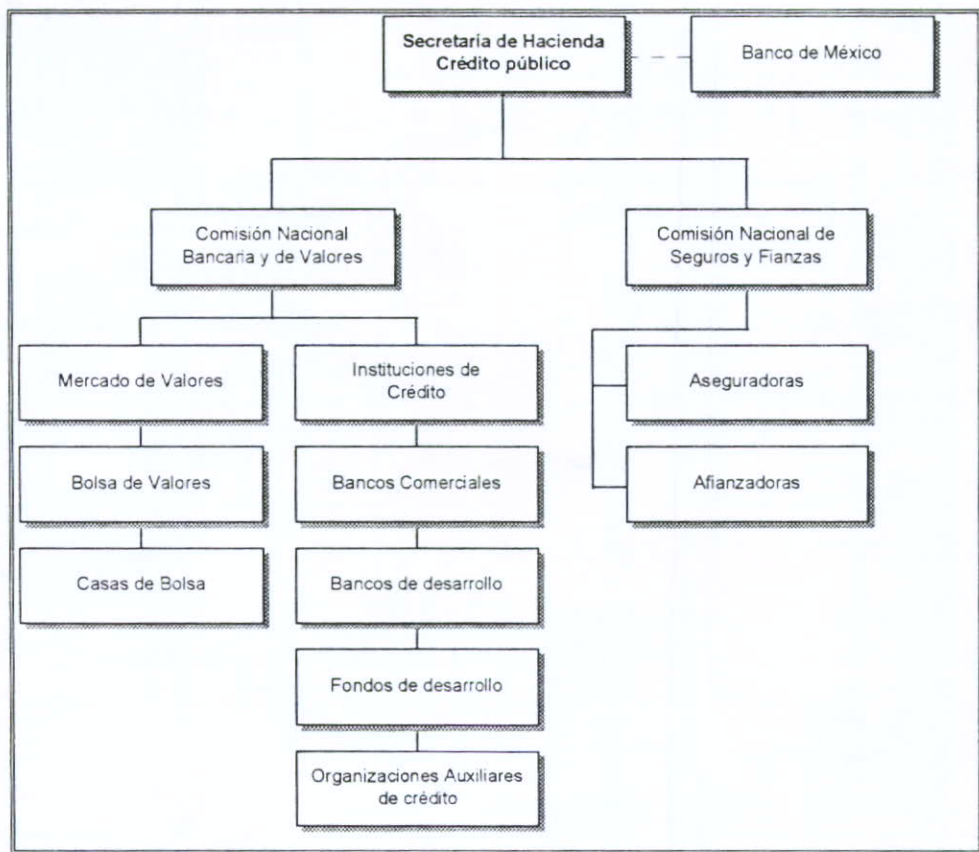 Secretaría de Hacienda
Crédito público
Banco de México
Comisión Nacional
Bancaria y de Valores
Comisión Nacional de
Seguros y Fianzas
Mercado de Valores
Instituciones de
Crédito
Aseguradoras
Bolsa de Valores
Bancos Comerciales
Afianzadoras
Casas de Bolsa
Bancos de desarrollo
Fondos de desarrollo
Organizaciones Auxiliares
de crédito